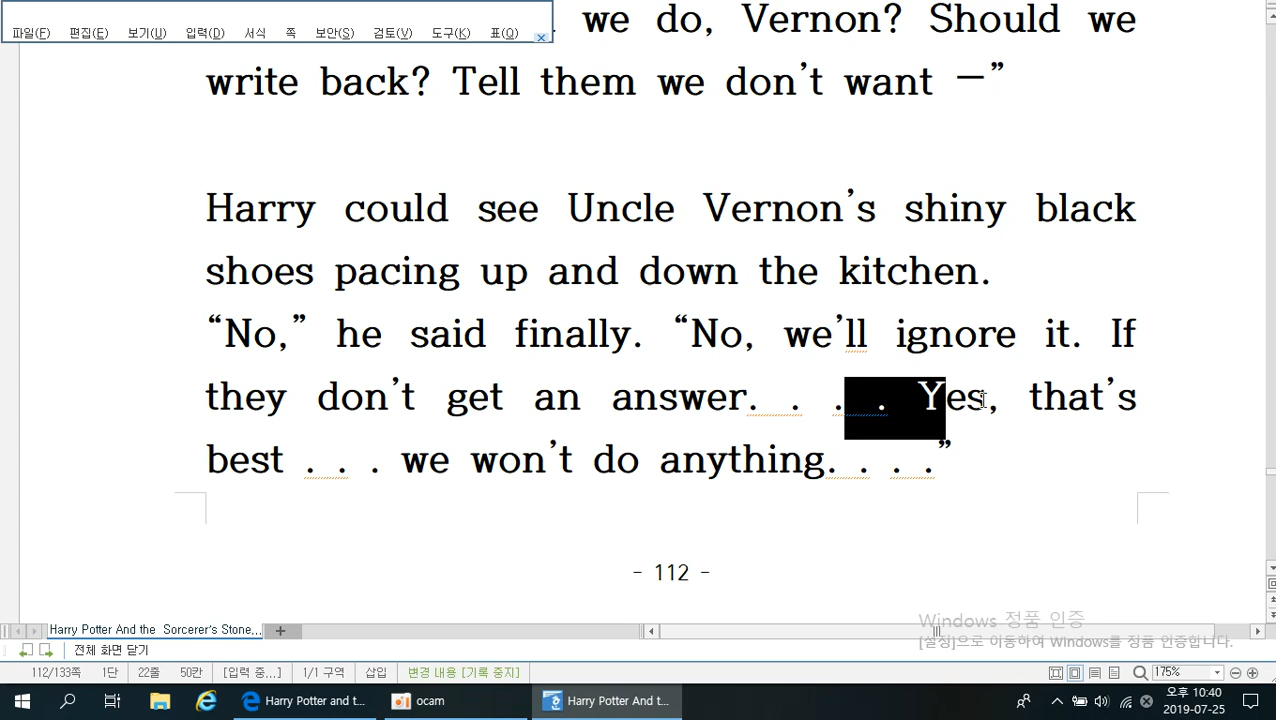 we do, Vernon? Should we
파일(F) 편집(E) 보기(U) 입력(D) 서식 쪽 보안(S) 검토(V) 도구(K) 표(Q)
write back? Tell them we don’t want —”
Harry could see Uncle Vernon’s shiny black
shoes pacing up and down the kitchen.
“No,” he said finally. “No, we’ll ignore it. If
they don’t get an answer. . . . Yes, that’s
best . . . we won’t do anything. . . .”
- 112 -
Windows 정품 인증
[설정]으로 이동하여 Windows를 정품 인증합니다.
Harry Potter And the Sorcerer's Stone,...
전체 화면 닫기
112/133쪽 1단 22줄 50칸 [입력 중...] 1/1 구역 삽입 변경 내용 [기록 중지] 175%
Harry Potter and t... ocam Harry Potter And t... 오후 10:40
2019-07-25